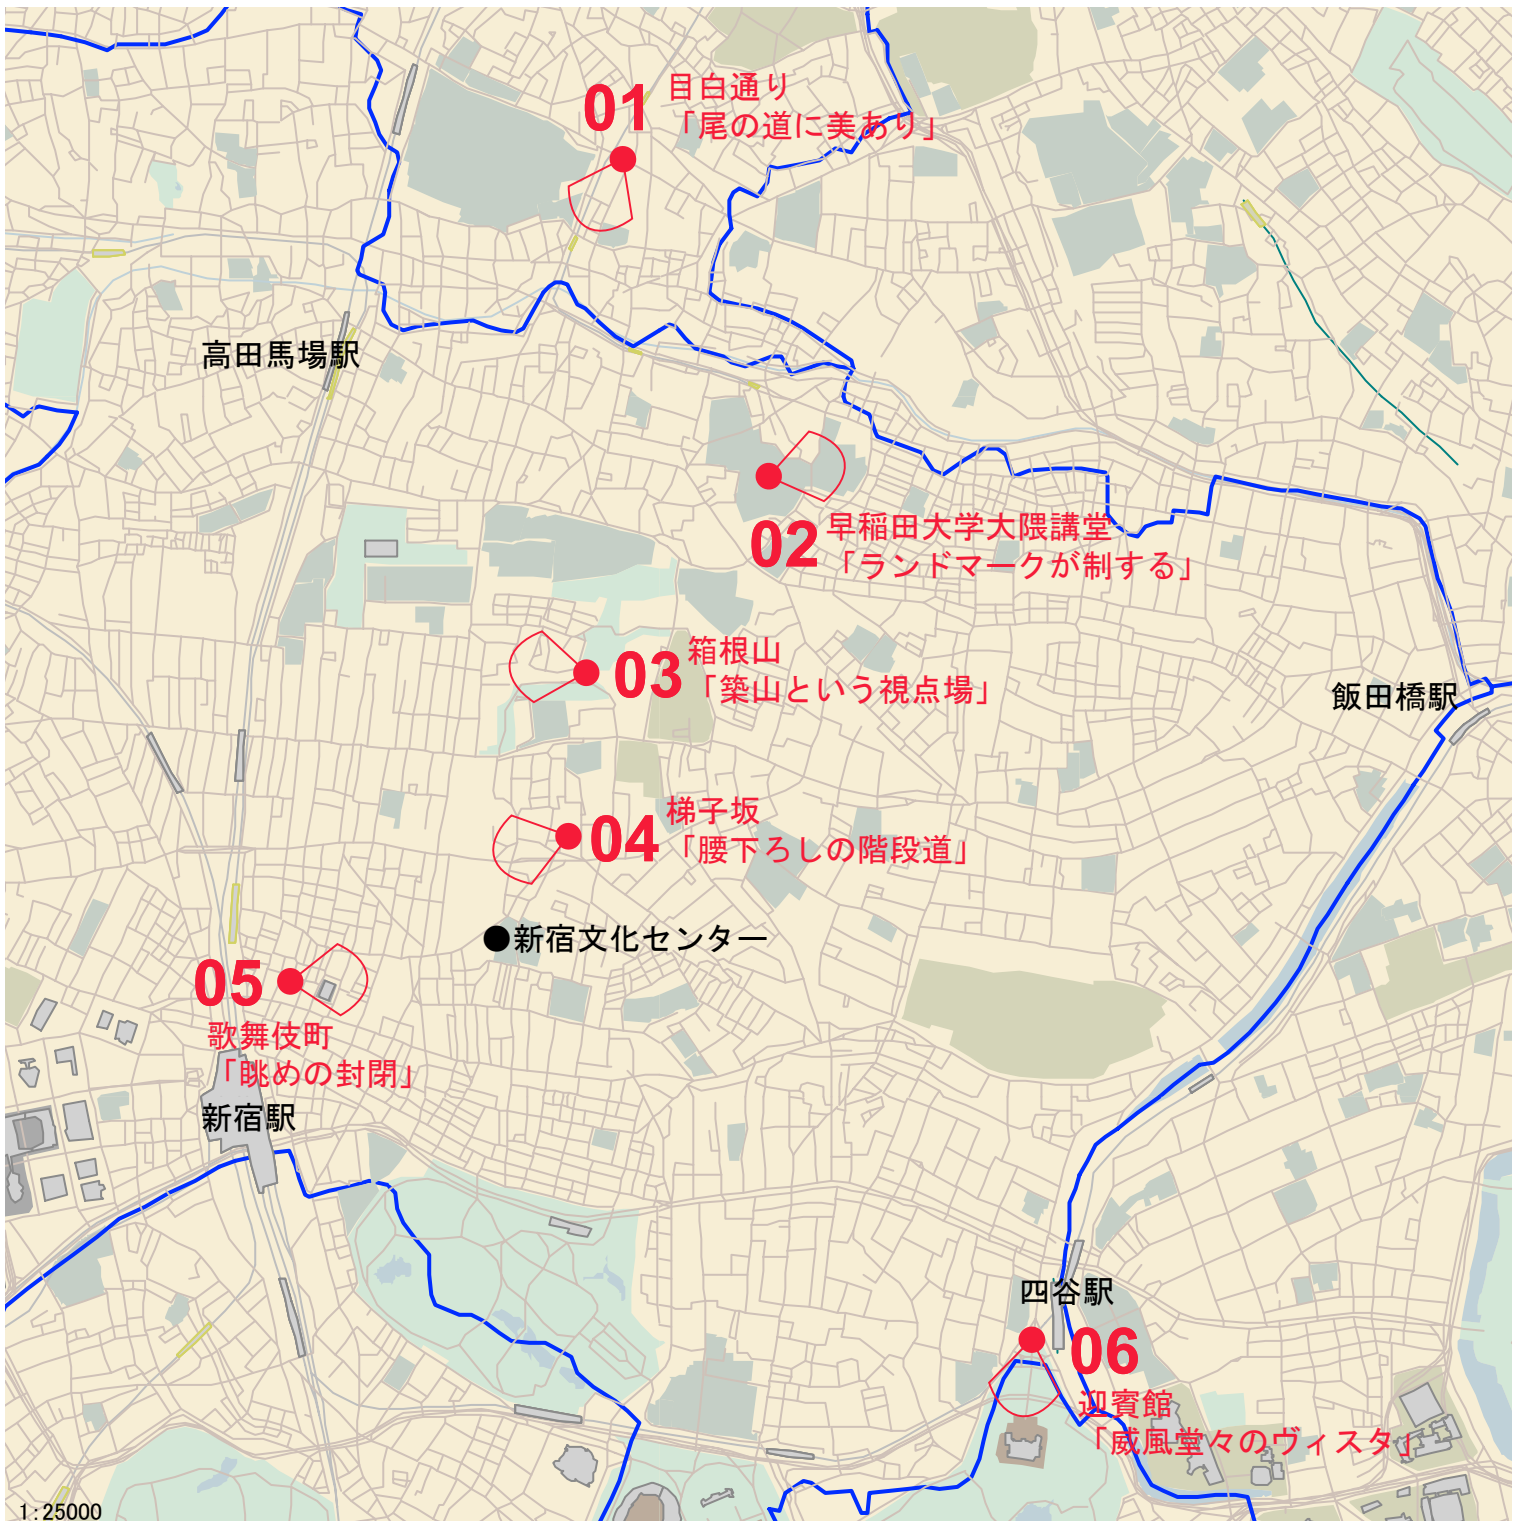 01
目白通り
「尾の道に美あり」
高田馬場駅
02
早稲田大学大隈講堂
「ランドマークが制する」
03
箱根山
「築山という視点場」
飯田橋駅
04
梯子坂
「腰下ろしの階段道」
●新宿文化センター
05
歌舞伎町
「眺めの封閉」
新宿駅
四谷駅
06
迎賓館
「威風堂々のヴィスタ」
1:25000